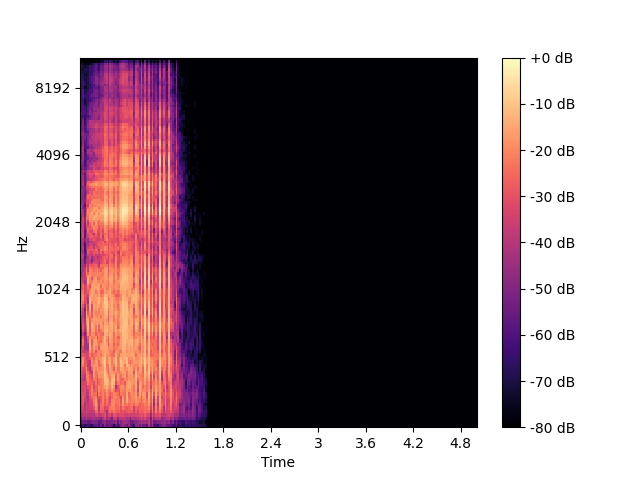 +0 dB
8192
-10 dB
4096
-20 dB
-30 dB
2048
Hz
-40 dB
1024
-50 dB
-60 dB
512
-70 dB
0
-80 dB
0 0.6 1.2 1.8 2.4 3 3.6 4.2 4.8
Time